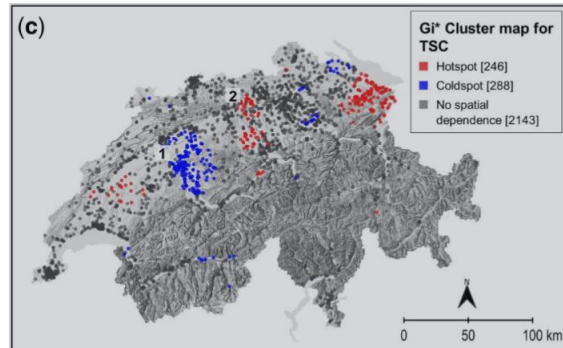 (c)
Gi* Cluster map for
TSC
Hotspot [246]
Coldspot [288]
No spatial
dependence [2143]
2
1
N
0 50 100 km